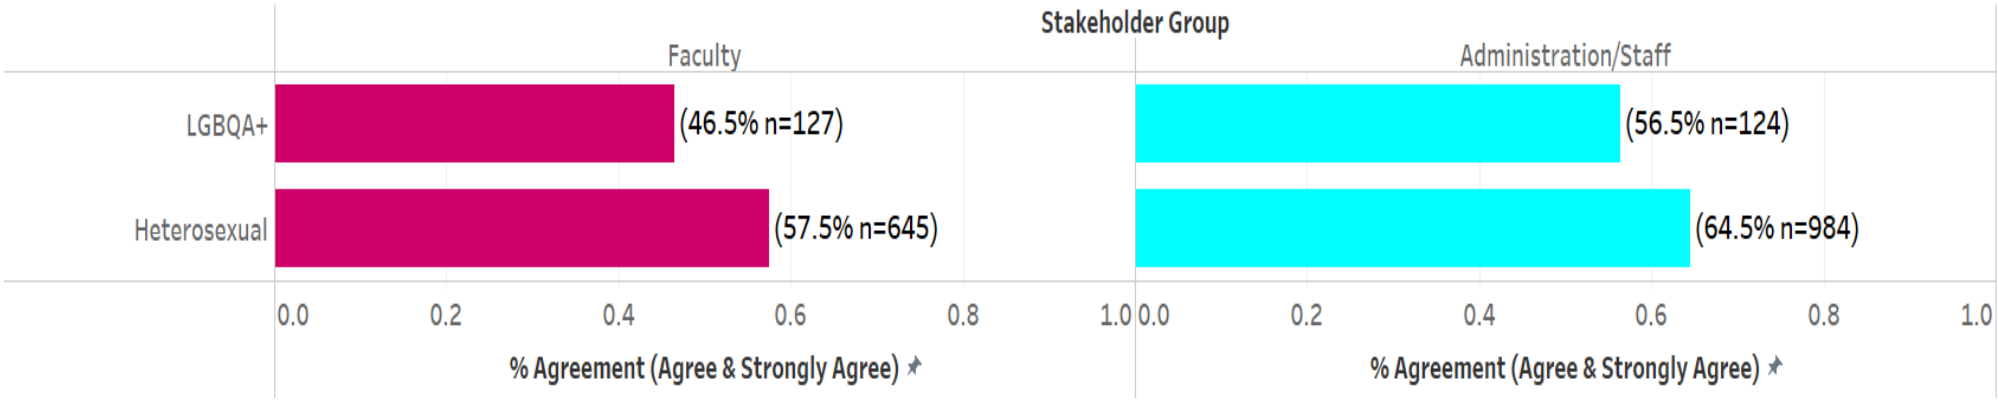 Stakeholder Group
Faculty Administration/Staff
LGBQA+ (46.5% n=127) (56.5% n=124)
Heterosexual (57.5% n=645) (64.5% n=984)
0.0 0.2 0.4 0.6 0.8 1.0 0.0 0.2 0.4 0.6 0.8 1.0
% Agreement (Agree & Strongly Agree) % Agreement (Agree & Strongly Agree)